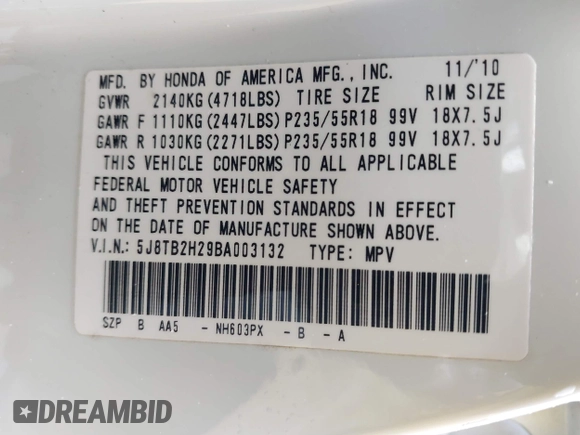 MFD. BY HONDA OF AMERICA MFG., INC. 11/'10
GVWR 2140KG (4718LBS) TIRE SIZE RIM SIZE
GAWR F 1110KG (2447LBS) P235/55R18 99V 18X7.5J
GAWR R 1030KG (2271LBS) P235/55R18 99V 18X7.5J
THIS VEHICLE CONFORMS TO ALL APPLICABLE
FEDERAL MOTOR VEHICLE SAFETY
AND THEFT PREVENTION STANDARDS IN EFFECT
ON THE DATE OF MANUFACTURE SHOWN ABOVE.
V.I.N.: 5J8TB2H29BA003132 TYPE: MPV
SZP B AA5 - NH603PX - B - A
DREAMBID